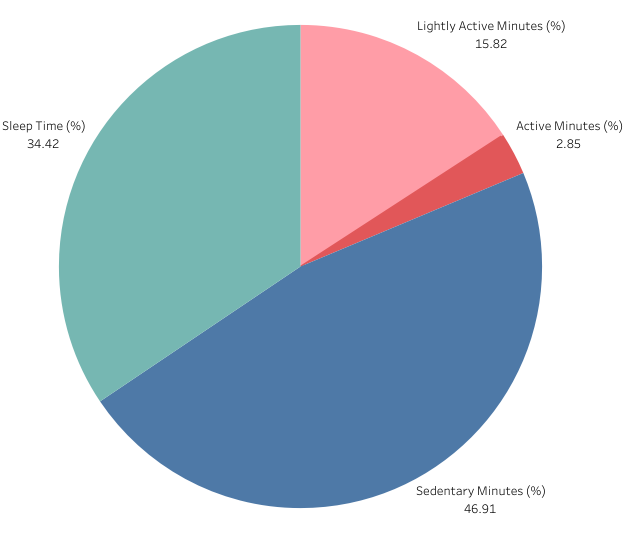 Lightly Active Minutes (%)
15.82
Sleep Time (%)
34.42
Active Minutes (%)
2.85
Sedentary Minutes (%)
46.91